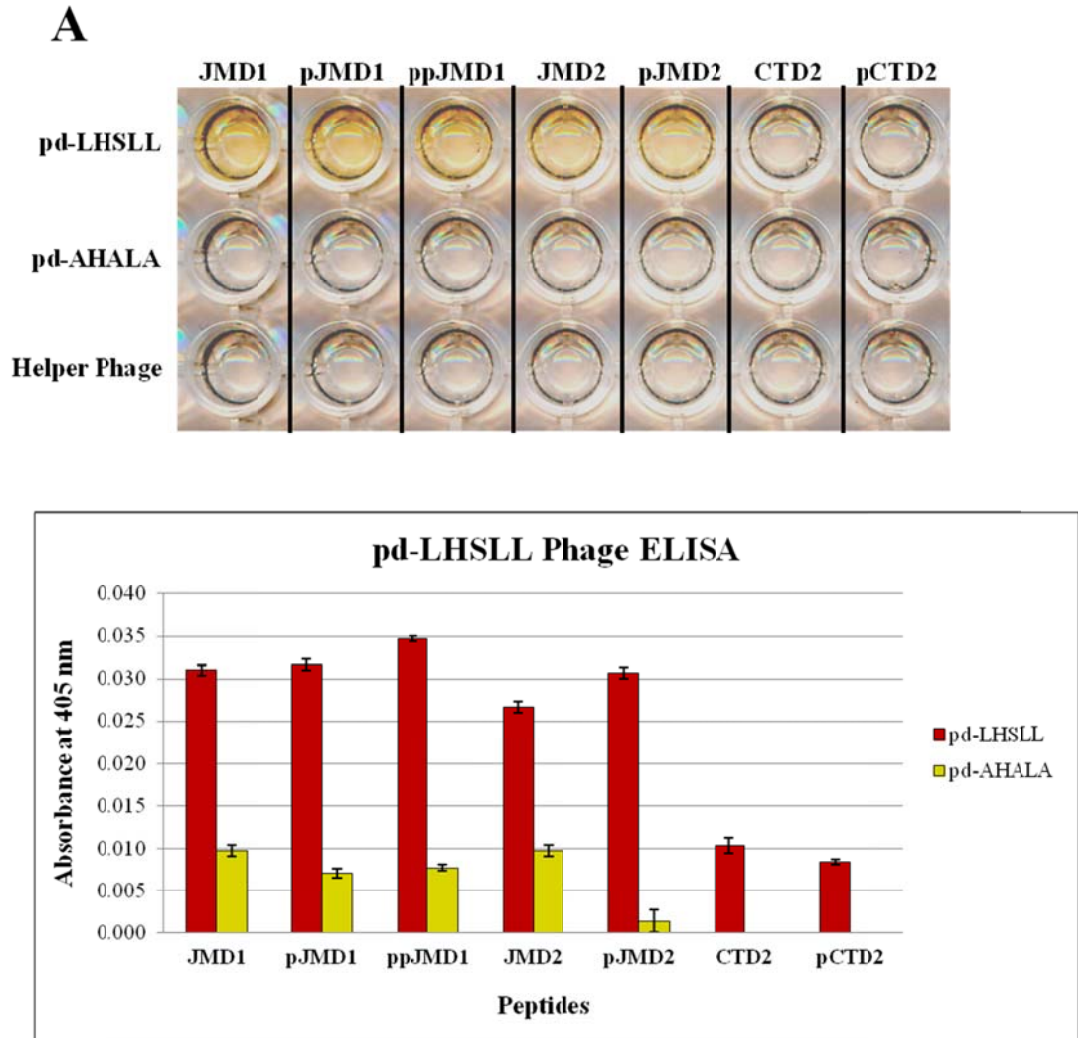 A
JMD1 pJMD1 ppJMD1 JMD2 pJMD2 CTD2 pCTD2
pd-LHSLL
pd-AHALA
Helper Phage
pd-LHSLL Phage ELISA
0.040
0.035
0.030
0.025
0.020
0.015
0.010
0.005
0.000
Absorbance at 405 nm
pd-LHSLL
pd-AHALA
JMD1 pJMD1 ppJMD1 JMD2 pJMD2 CTD2 pCTD2
Peptides